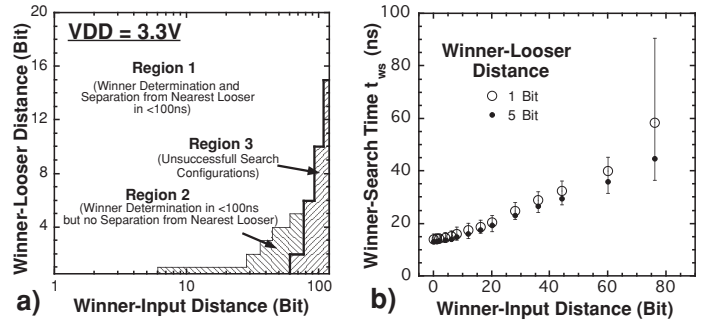 VDD = 3.3V
Region 1
(Winner Determination and
Separation from Nearest Looser
in <100ns)
Region 3
(Unsuccessfull Search
Configurations)
Region 2
(Winner Determination in <100ns
but no Separation from Nearest Looser)
Winner-Looser Distance (Bit)
20
16
12
8
4
1
10
100
Winner-Input Distance (Bit)
a)
Winner-Looser
Distance
1 Bit
5 Bit
Winner-Search Time tws (ns)
100
80
60
40
20
0
0
20
40
60
80
Winner-Input Distance (Bit)
b)